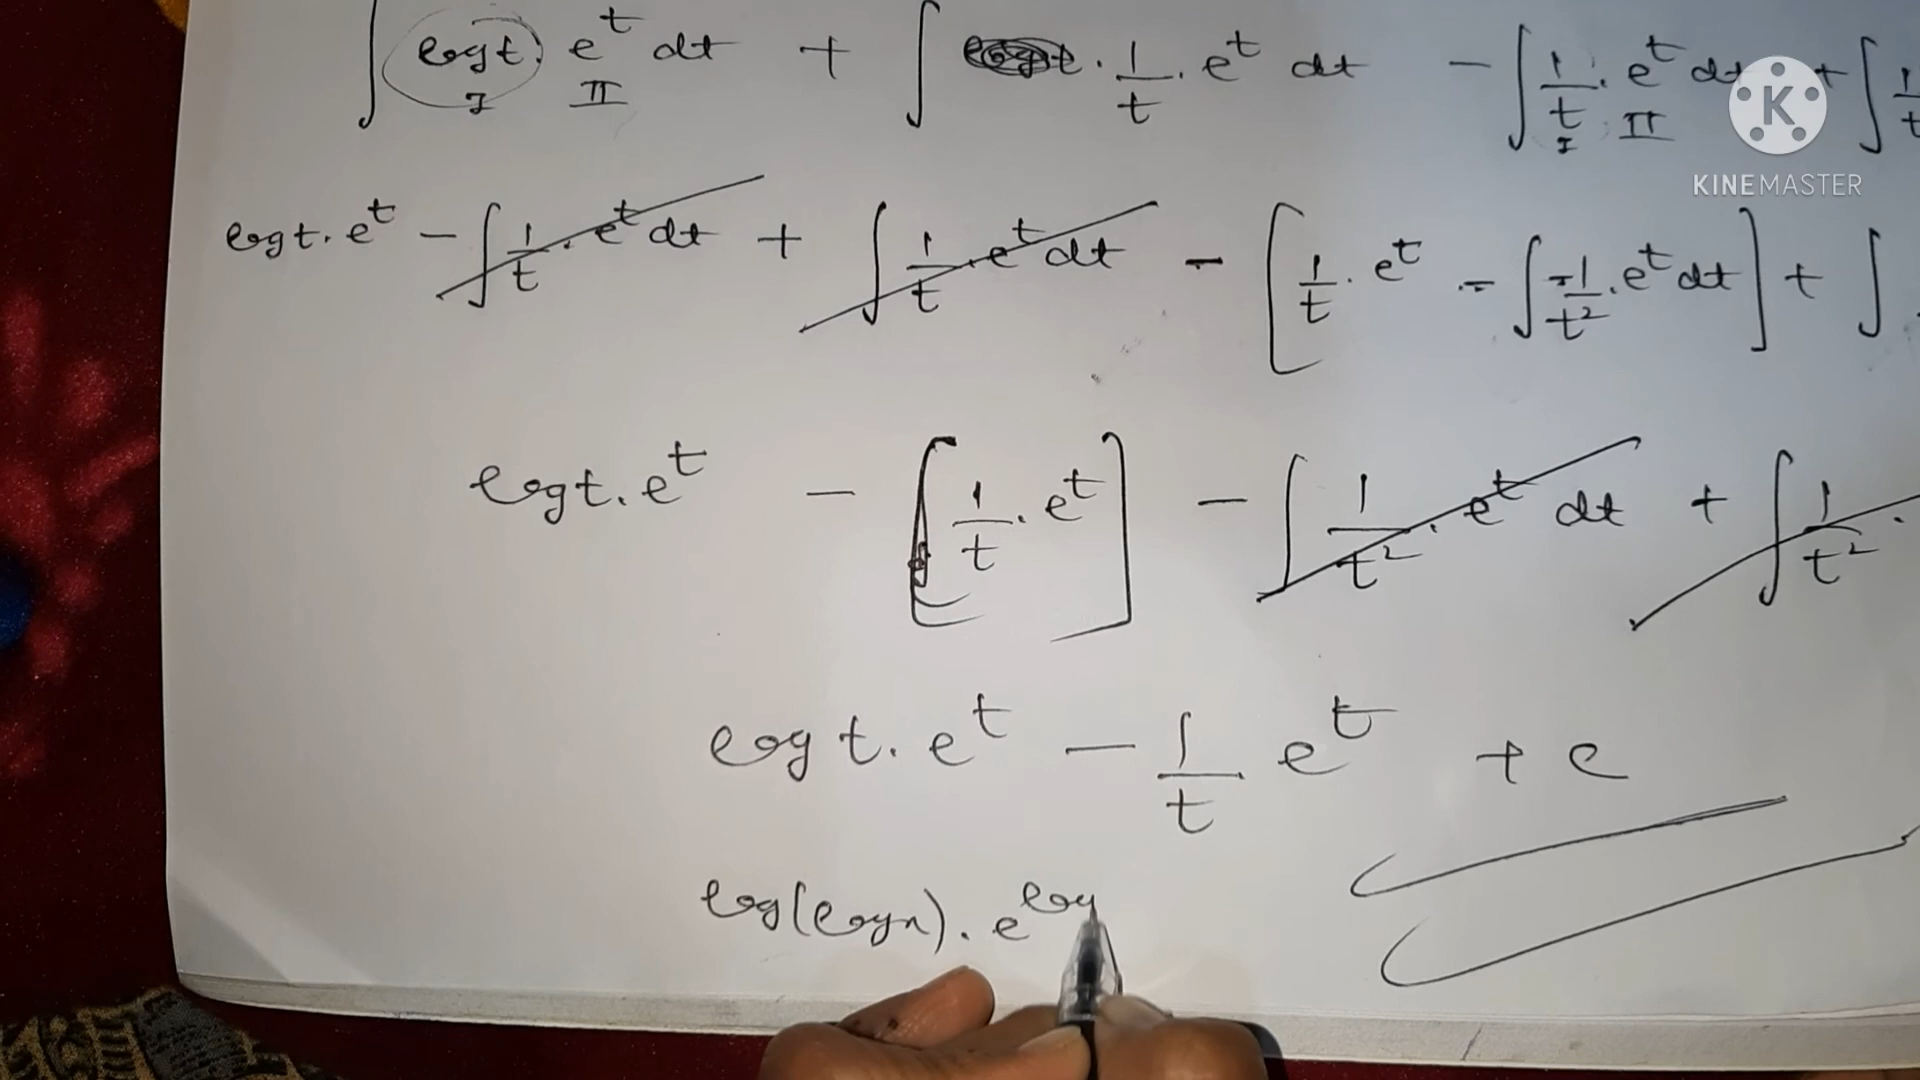 ∫ log t . e^t dt + ∫ . 1/t . e^t dt - ∫ 1/t . e^t dt + ∫ 1/t
I II I II
K
KINEMASTER
log t . e^t - ∫ 1/t . e^t dt + ∫ 1/t . e^t dt - [ 1/t . e^t - ∫ -1/t² . e^t dt ] + ∫
log t . e^t - [ 1/t . e^t ] - ∫ 1/t² . e^t dt + ∫ 1/t² .
log t . e^t - 1/t e^t + c
log(log x) . e^log